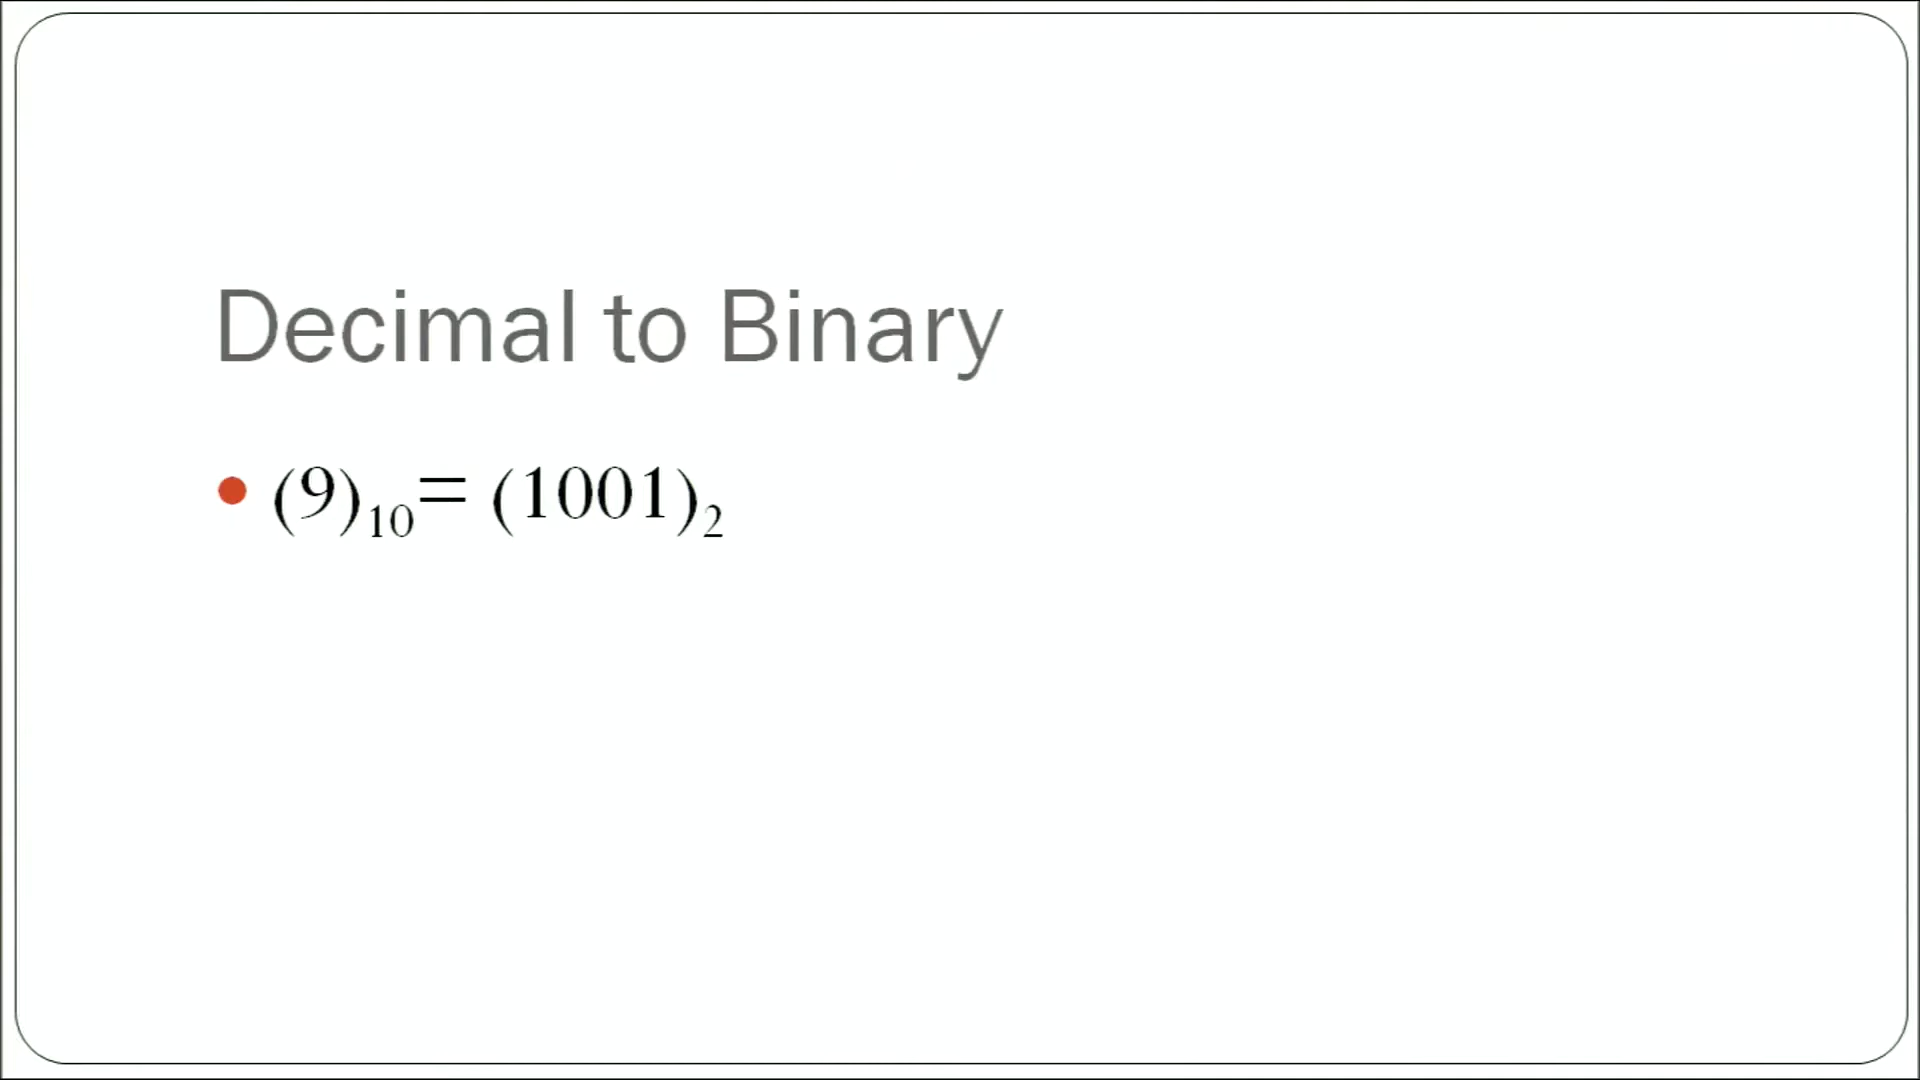 Decimal to Binary
• (9)₁₀= (1001)₂